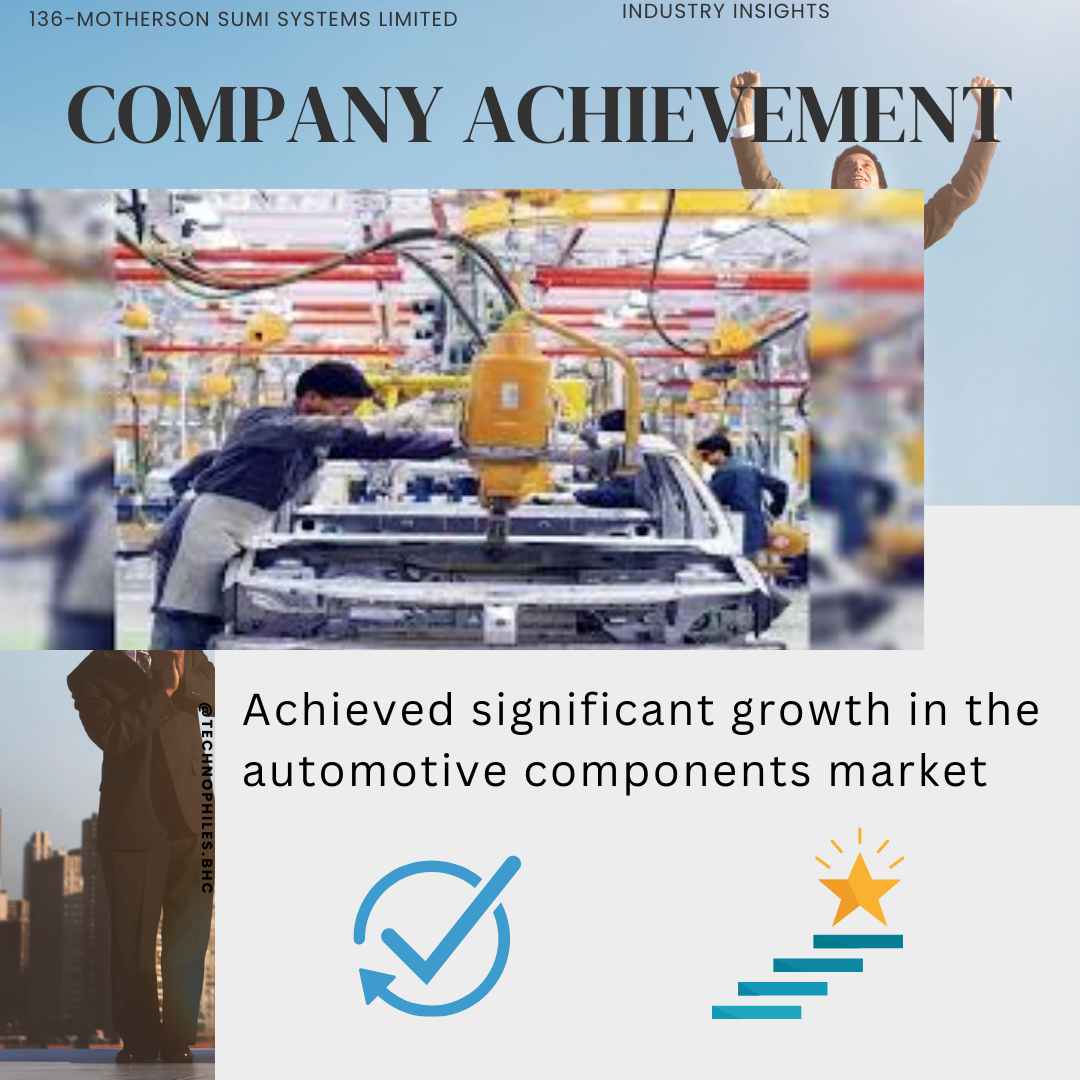 136-MOTHERSON SUMI SYSTEMS LIMITED
INDUSTRY INSIGHTS
COMPANY ACHIEVEMENT
Achieved significant growth in the
automotive components market
@TECHNOPHILES.BHC